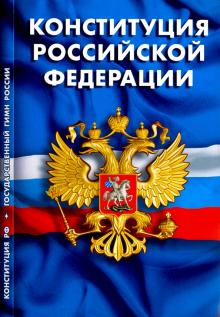 КОНСТИТУЦИЯ
РОССИЙСКОЙ
ФЕДЕРАЦИИ
КОНСТИТУЦИЯ РФ + ГОСУДАРСТВЕННЫЙ ГИМН РОССИИ